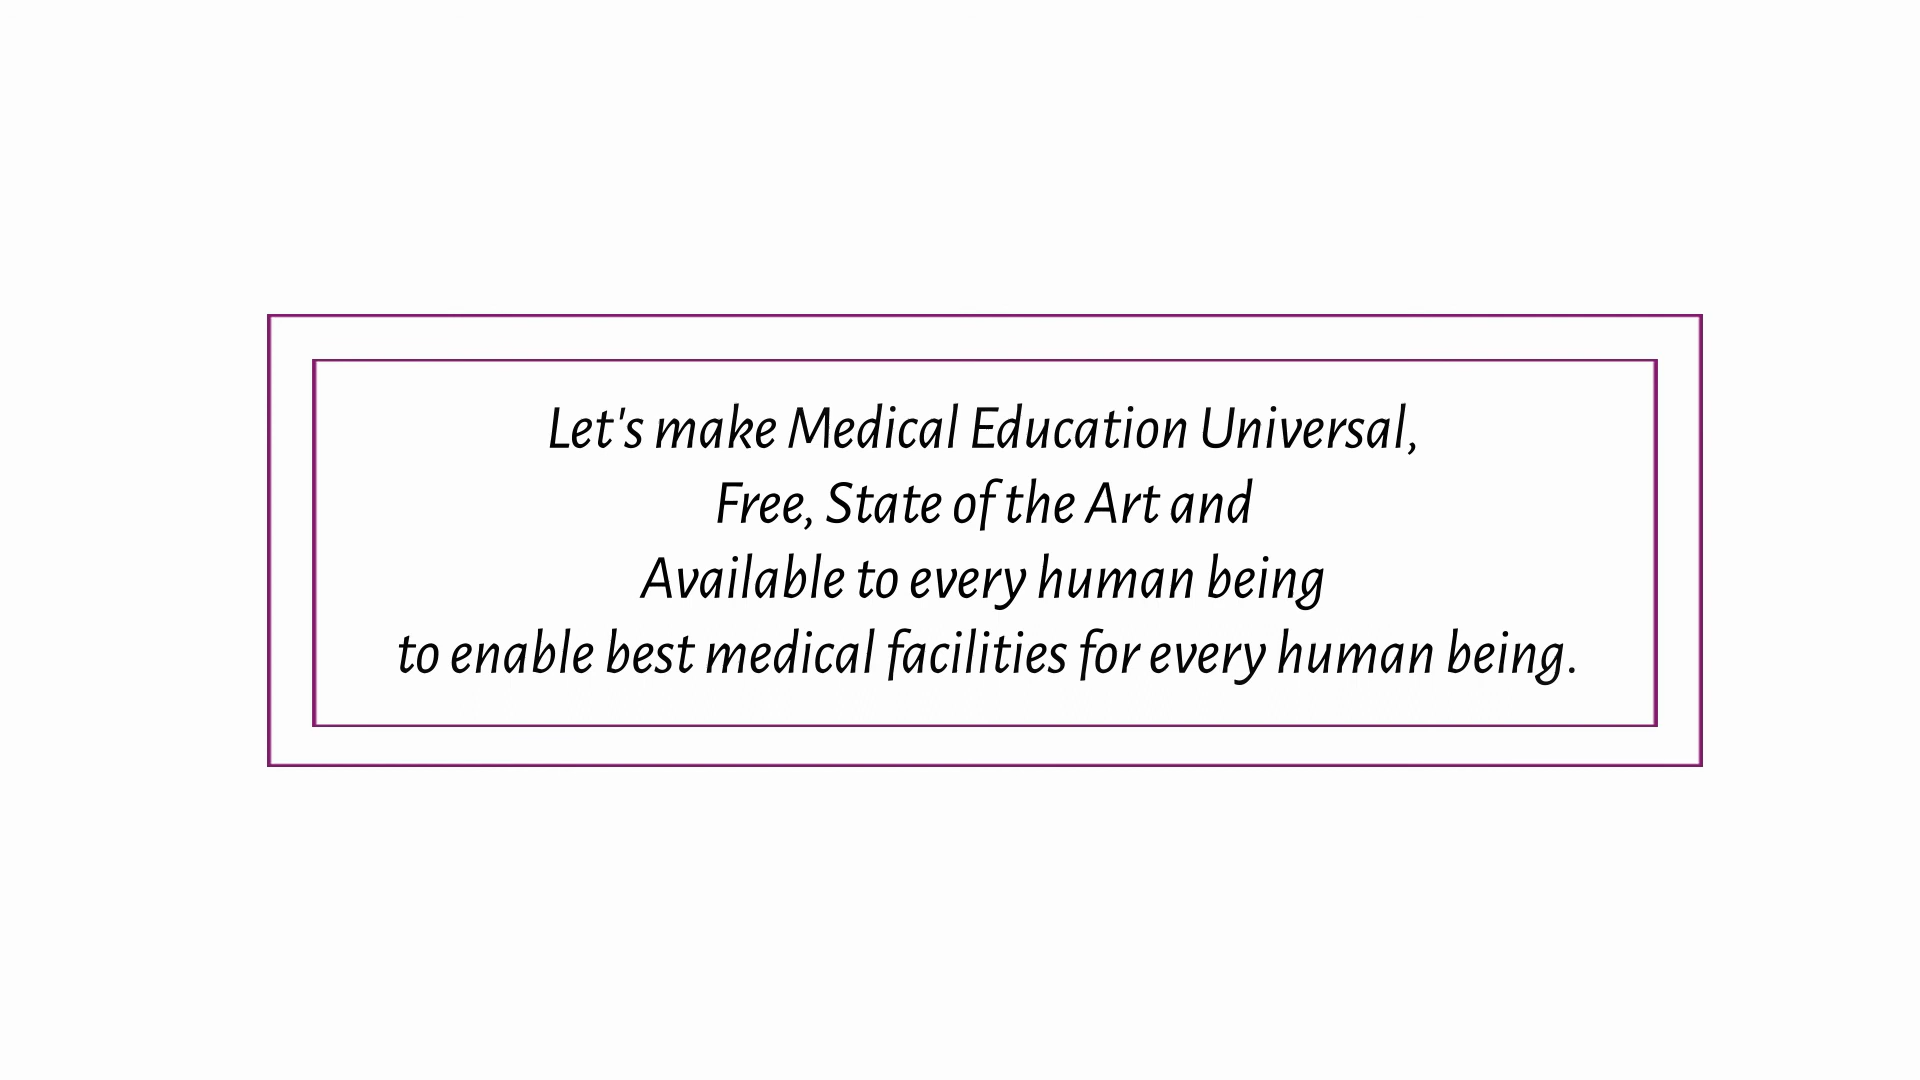 Let's make Medical Education Universal,
Free, State of the Art and
Available to every human being
to enable best medical facilities for every human being.